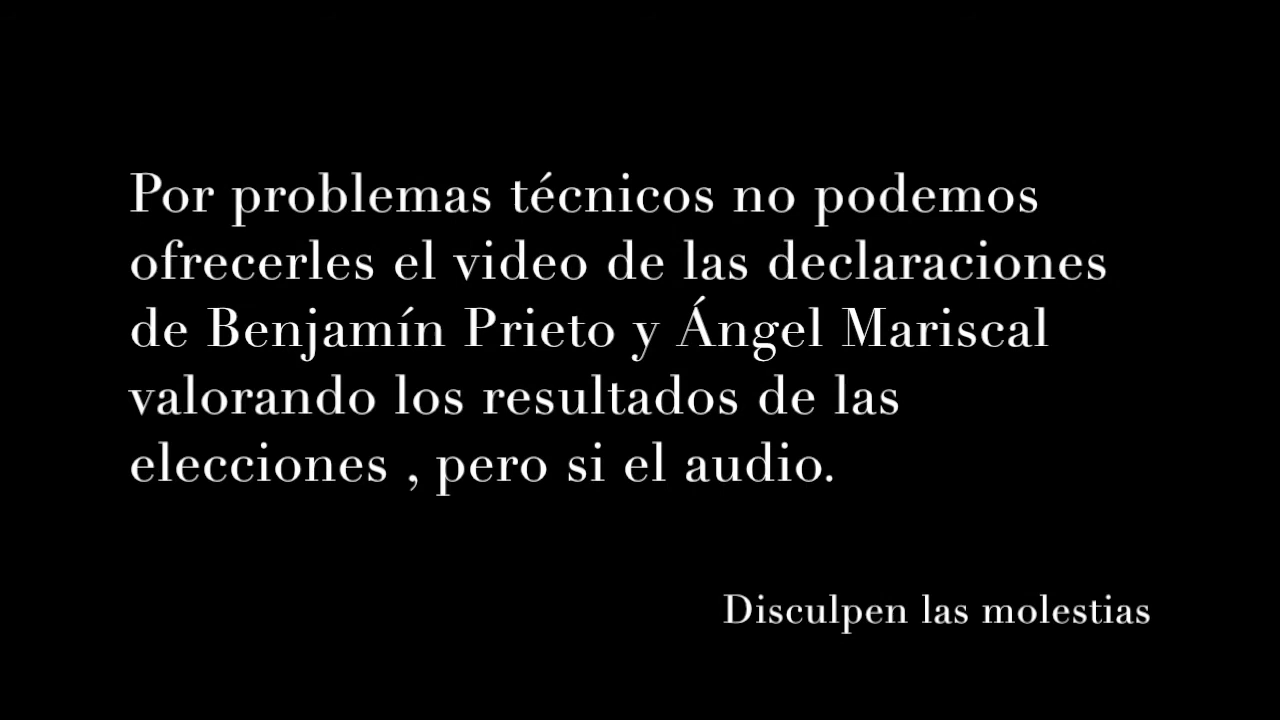 Por problemas técnicos no podemos
ofrecerles el video de las declaraciones
de Benjamín Prieto y Ángel Mariscal
valorando los resultados de las
elecciones , pero si el audio.
Disculpen las molestias